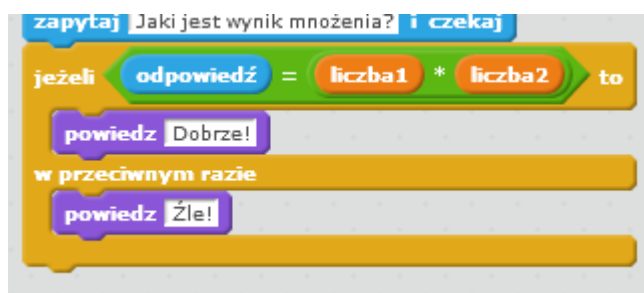 zapytaj Jaki jest wynik mnożenia? i czekaj
jeżeli odpowiedź = liczba1 * liczba2 to
powiedz Dobrze!
w przeciwnym razie
powiedz Źle!